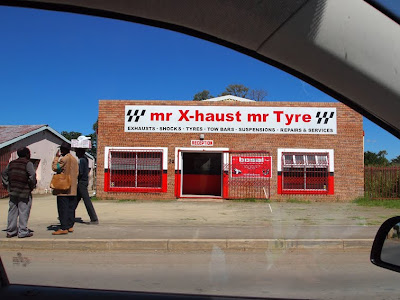 mr X-haust mr Tyre
EXHAUSTS - SHOCKS - TYRES - TOW BARS - SUSPENSIONS - REPAIRS & SERVICES
RECEPTION